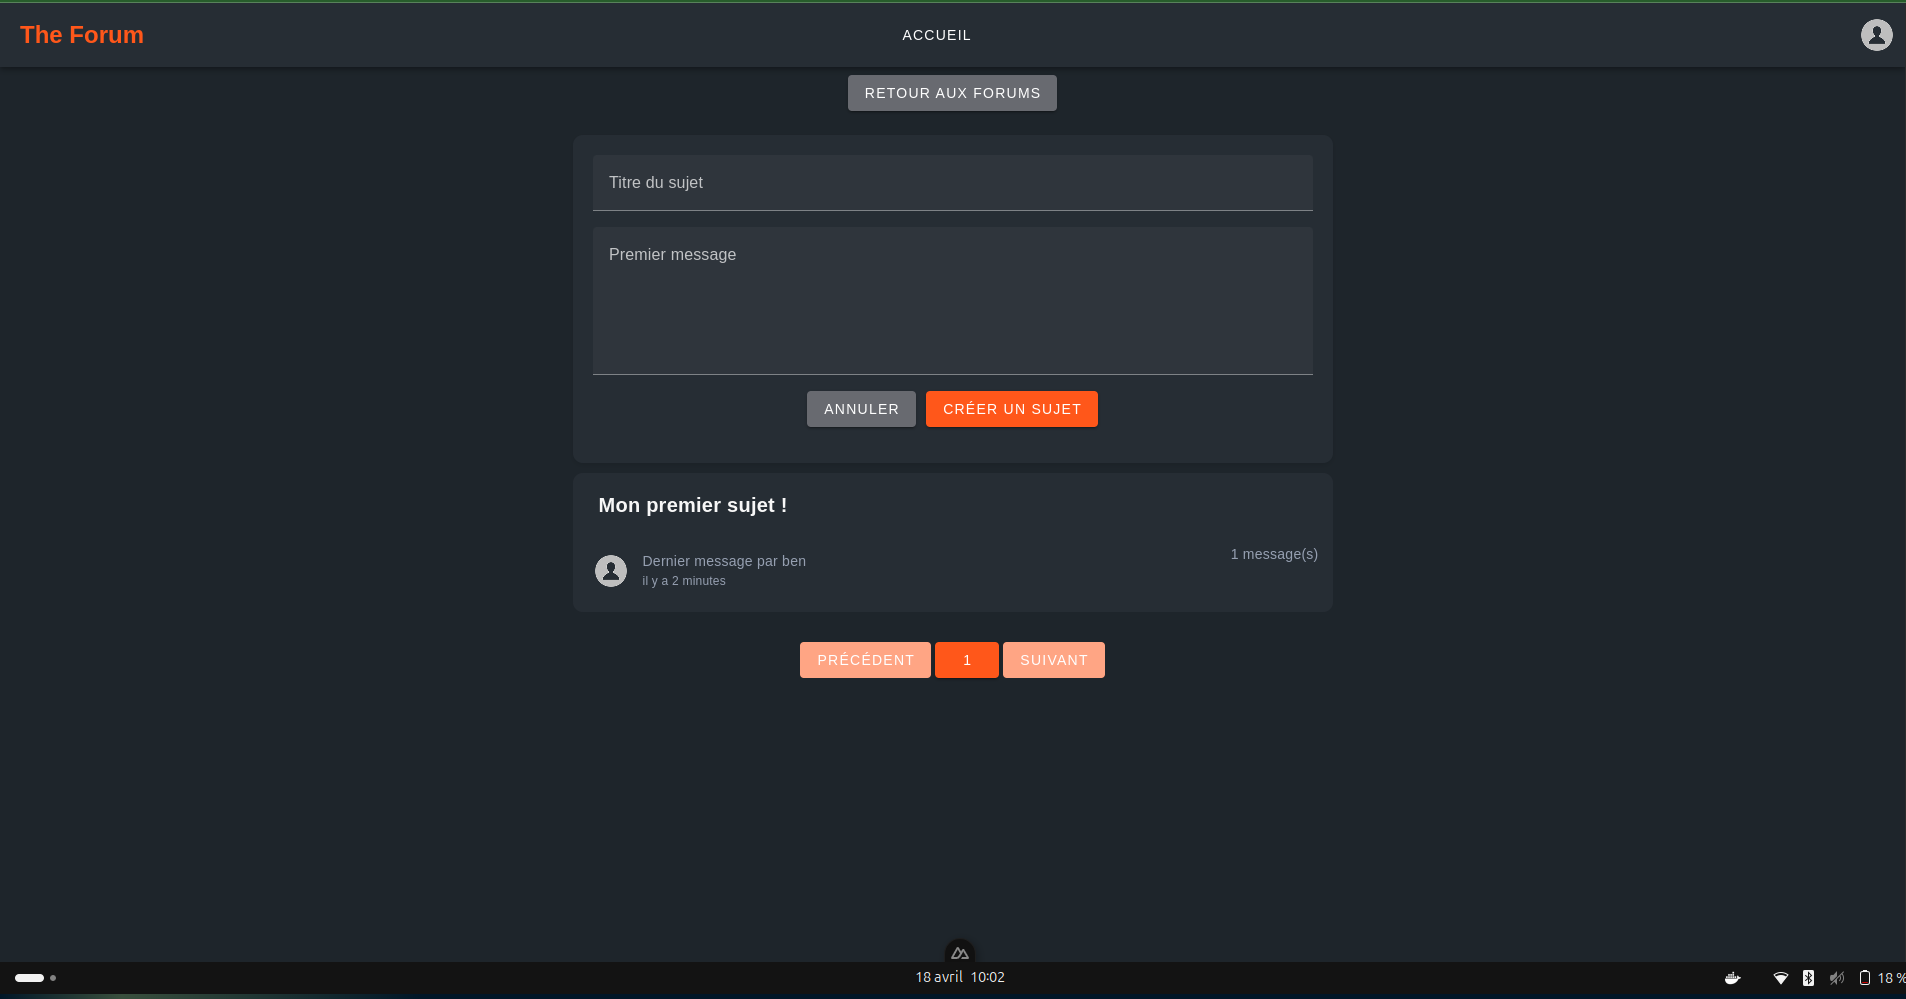 The Forum
ACCUEIL
RETOUR AUX FORUMS
Titre du sujet
Premier message
ANNULER
CRÉER UN SUJET
Mon premier sujet !
Dernier message par ben
1 message(s)
il y a 2 minutes
PRÉCÉDENT
1
SUIVANT
18 avril 10:02
18 %